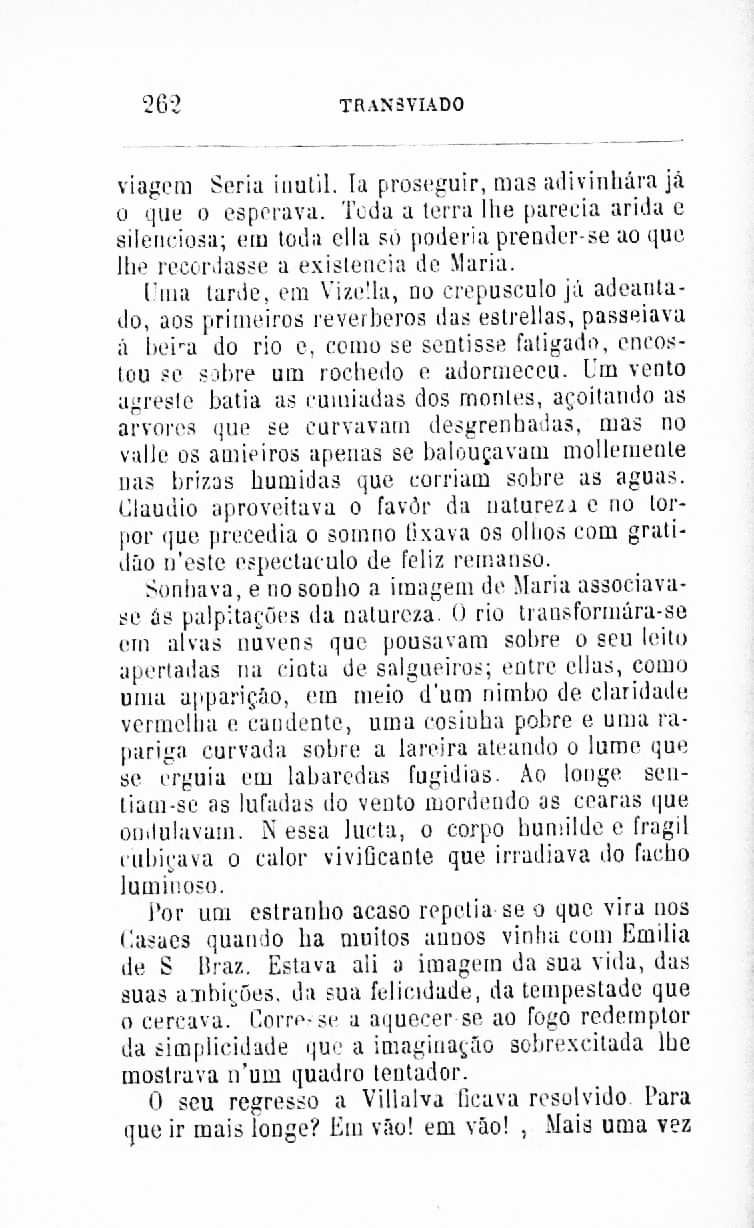 262 TRANSVIADO
viagem Seria inutil. Ia proseguir, mas adivinhára já
o que o esperava. Toda a terra lhe parecia arida e
silenciosa; em toda ella só poderia prender-se ao que
lhe recordasse a existencia de Maria.
Uma tarde, em Vizella, no crepusculo já adeanta-
do, aos primeiros reverberos das estrellas, passeiava
á beira do rio e, como se sentisse fatigado, encos-
tou se sobre um rochedo e adormeceu. Um vento
agreste batia as cumiadas dos montes, açoitando as
arvores que se curvavam desgrenhadas, mas no
valle os amieiros apenas se balouçavam mollemente
nas brizas humidas que corriam sobre as aguas.
Claudio aproveitava o favôr da natureza e no tor-
por que precedia o somno fixava os olhos com grati-
dão n'este espectaculo de feliz remanso.
Sonhava, e no sonho a imagem de Maria associava-
se ás palpitações da natureza. O rio transformára-se
em alvas nuvens que pousavam sobre o seu leito
apertadas na cinta de salgueiros; entre ellas, como
uma apparição, em meio d'um nimbo de claridade
vermelha e candente, uma cosinha pobre e uma ra-
pariga curvada sobre a lareira ateando o lume que
se erguia em labaredas fugidias. Ao longe sen-
tiam-se as lufadas do vento mordendo as cearas que
ondulavam. N essa lucta, o corpo humilde e fragil
cubiçava o calor vivificante que irradiava do facho
luminoso.
Por um estranho acaso repetia se o que vira nos
Casaes quando ha muitos annos vinha com Emilia
de S Braz. Estava ali a imagem da sua vida, das
suas ambições, da sua felicidade, da tempestade que
o cercava. Corre-se a aquecer se ao fogo redemptor
da simplicidade que a imaginação sobrexcitada lhe
mostrava n'um quadro tentador.
O seu regresso a Villalva ficava resolvido. Para
que ir mais longe? Em vão! em vão! , Mais uma vez